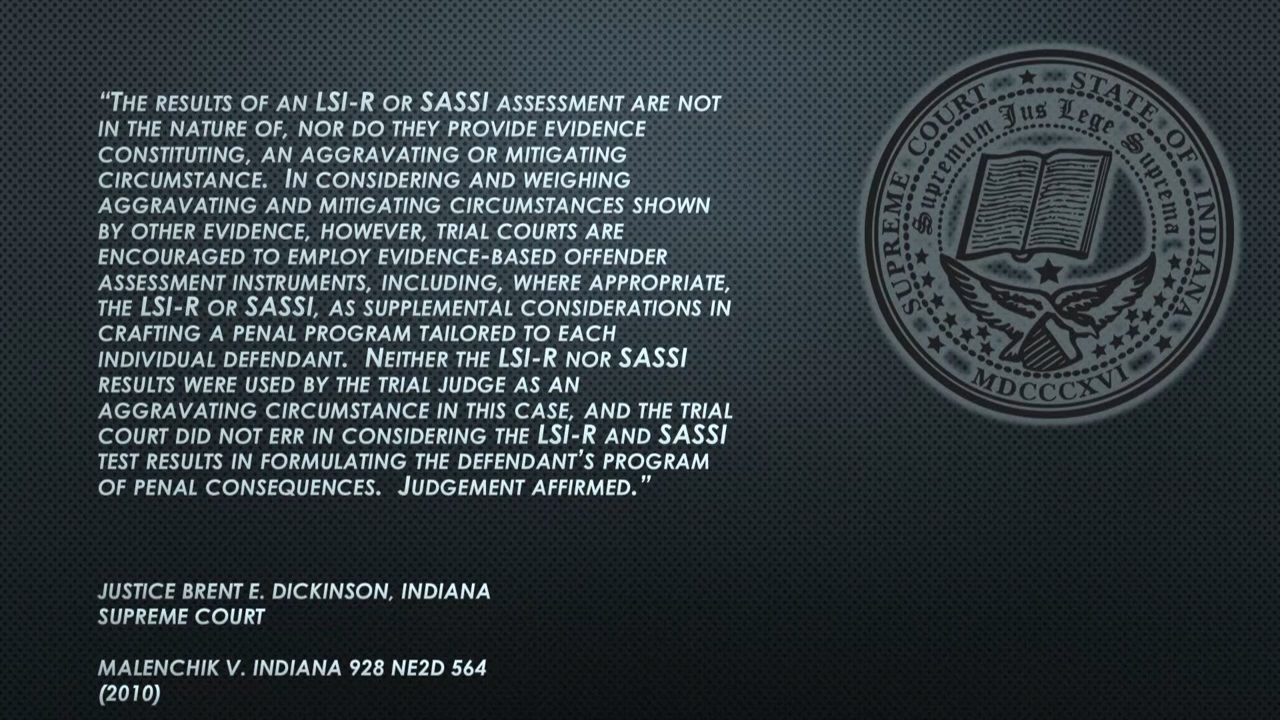 “THE RESULTS OF AN LSI-R OR SASSI ASSESSMENT ARE NOT
IN THE NATURE OF, NOR DO THEY PROVIDE EVIDENCE
CONSTITUTING, AN AGGRAVATING OR MITIGATING
CIRCUMSTANCE. IN CONSIDERING AND WEIGHING
AGGRAVATING AND MITIGATING CIRCUMSTANCES SHOWN
BY OTHER EVIDENCE, HOWEVER, TRIAL COURTS ARE
ENCOURAGED TO EMPLOY EVIDENCE-BASED OFFENDER
ASSESSMENT INSTRUMENTS, INCLUDING, WHERE APPROPRIATE,
THE LSI-R OR SASSI, AS SUPPLEMENTAL CONSIDERATIONS IN
CRAFTING A PENAL PROGRAM TAILORED TO EACH
INDIVIDUAL DEFENDANT. NEITHER THE LSI-R NOR SASSI
RESULTS WERE USED BY THE TRIAL JUDGE AS AN
AGGRAVATING CIRCUMSTANCE IN THIS CASE, AND THE TRIAL
COURT DID NOT ERR IN CONSIDERING THE LSI-R AND SASSI
TEST RESULTS IN FORMULATING THE DEFENDANT’S PROGRAM
OF PENAL CONSEQUENCES. JUDGEMENT AFFIRMED.”
JUSTICE BRENT E. DICKINSON, INDIANA
SUPREME COURT
MALENCHIK V. INDIANA 928 NE2D 564
(2010)
SUPREME COURT STATE OF INDIANA
Supremum Jus Lege Suprema
MDCCCXVI